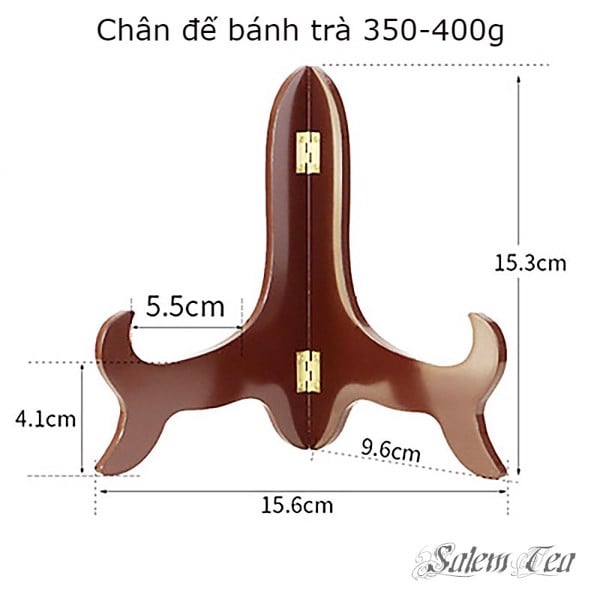 Chân đế bánh trà 350-400g
15.3cm
5.5cm
4.1cm
9.6cm
15.6cm
Salem Tea